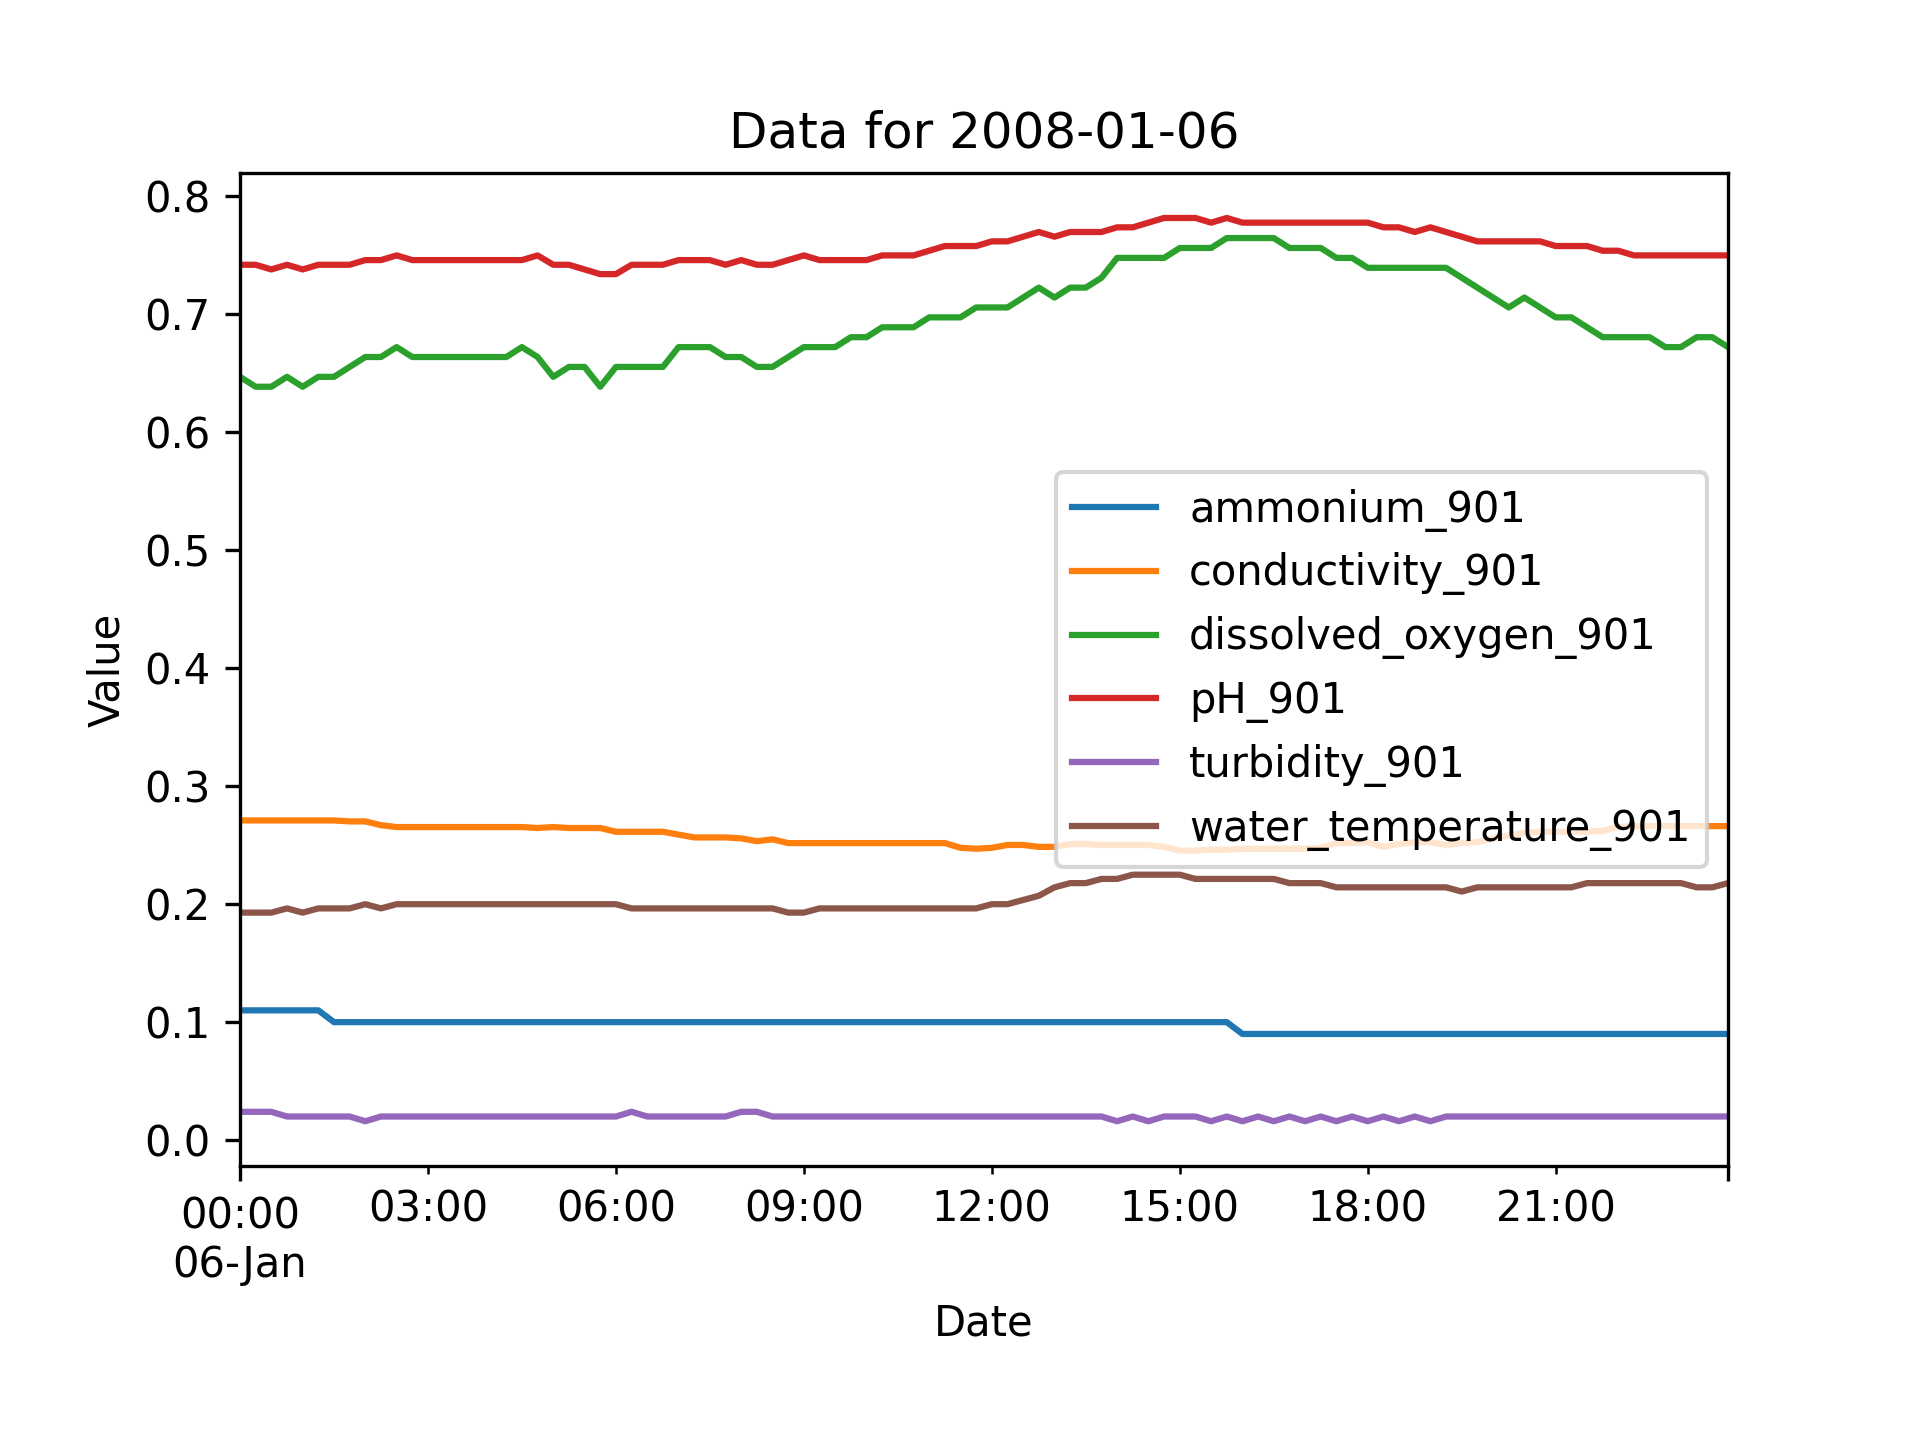 Data for 2008-01-06
0.8
0.7
0.6
0.5
0.4
0.3
0.2
0.1
0.0
Value
ammonium_901
conductivity_901
dissolved_oxygen_901
pH_901
turbidity_901
water_temperature_901
00:00 03:00 06:00 09:00 12:00 15:00 18:00 21:00
06-Jan
Date